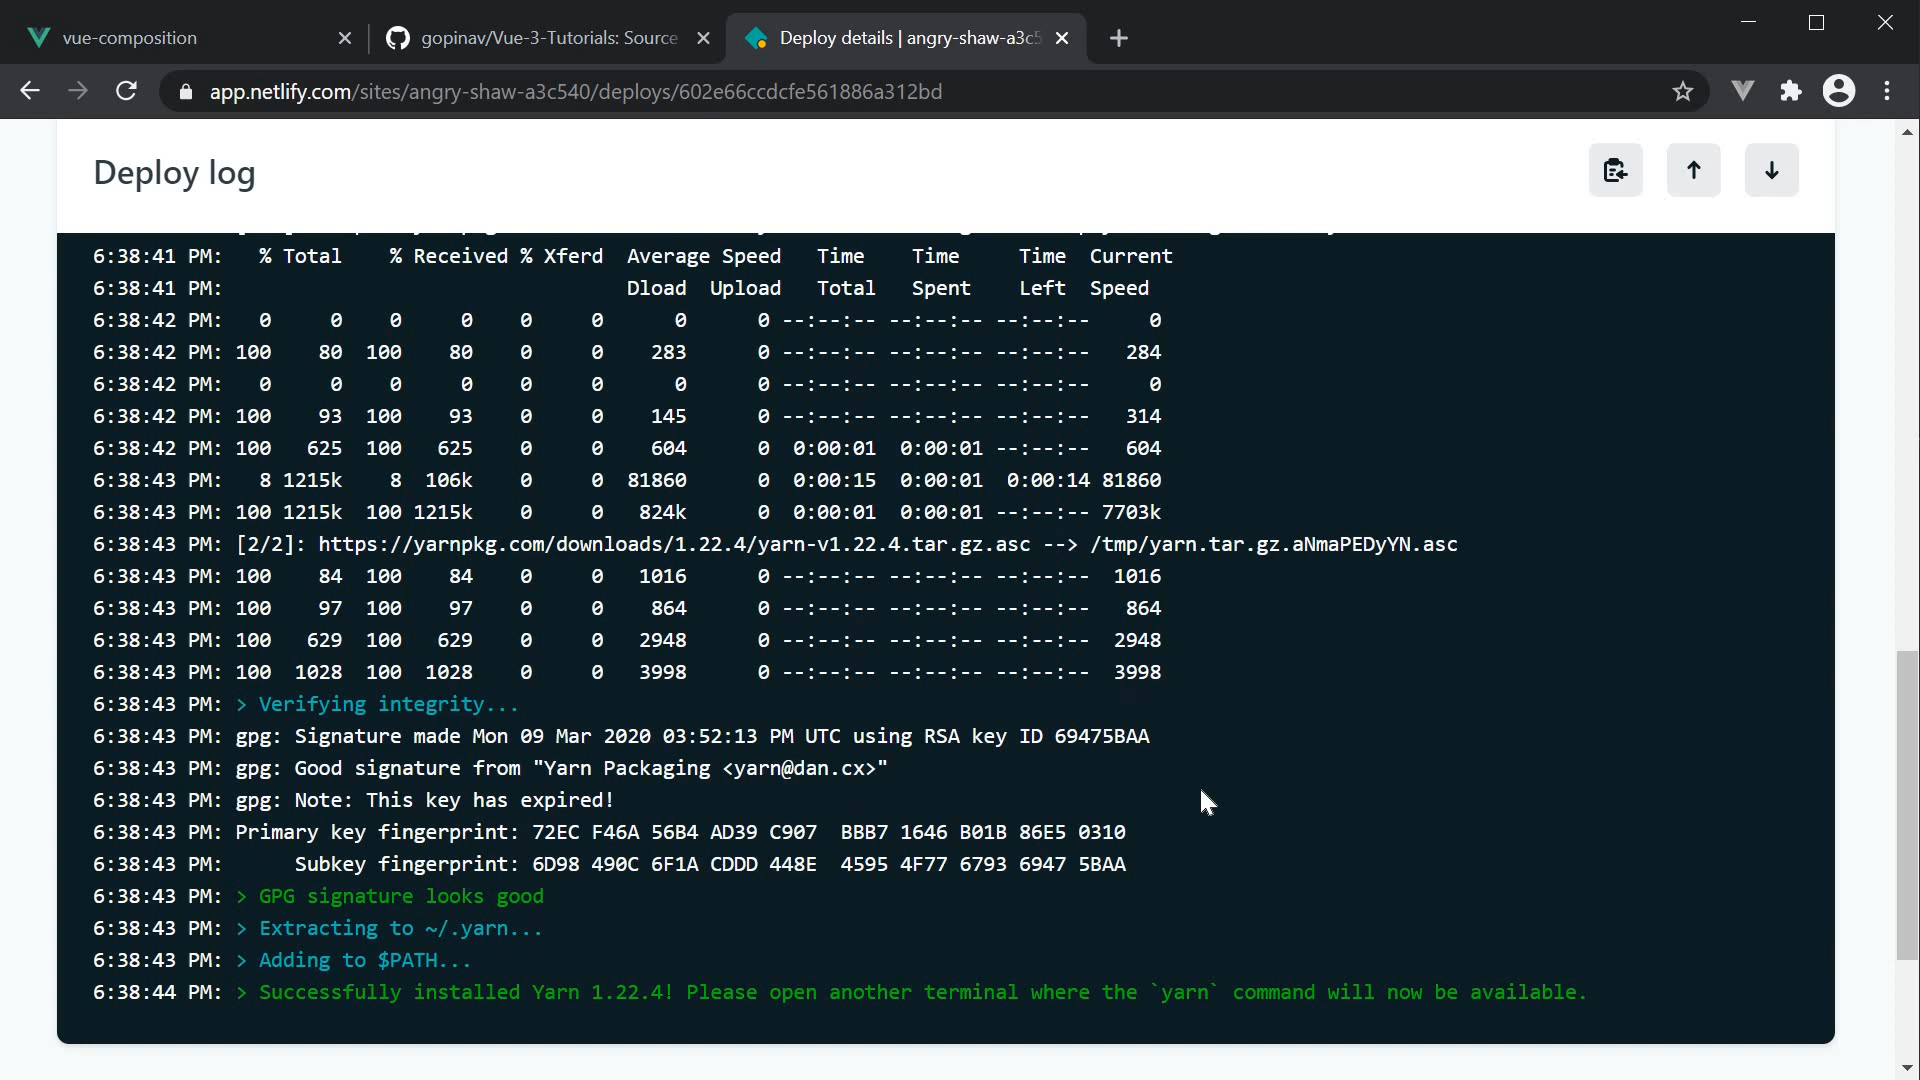 vue-composition
gopinav/Vue-3-Tutorials: Source
Deploy details | angry-shaw-a3c5
app.netlify.com/sites/angry-shaw-a3c540/deploys/602e66ccdcfe561886a312bd
Deploy log
6:38:41 PM: % Total % Received % Xferd Average Speed Time Time Time Current
6:38:41 PM: Dload Upload Total Spent Left Speed
6:38:42 PM: 0 0 0 0 0 0 0 0 --:--:-- --:--:-- --:--:-- 0
6:38:42 PM: 100 80 100 80 0 0 283 0 --:--:-- --:--:-- --:--:-- 284
6:38:42 PM: 0 0 0 0 0 0 0 0 --:--:-- --:--:-- --:--:-- 0
6:38:42 PM: 100 93 100 93 0 0 145 0 --:--:-- --:--:-- --:--:-- 314
6:38:42 PM: 100 625 100 625 0 0 604 0 0:00:01 0:00:01 --:--:-- 604
6:38:43 PM: 8 1215k 8 106k 0 0 81860 0 0:00:15 0:00:01 0:00:14 81860
6:38:43 PM: 100 1215k 100 1215k 0 0 824k 0 0:00:01 0:00:01 --:--:-- 7703k
6:38:43 PM: [2/2]: https://yarnpkg.com/downloads/1.22.4/yarn-v1.22.4.tar.gz.asc --> /tmp/yarn.tar.gz.aNmaPEDyYN.asc
6:38:43 PM: 100 84 100 84 0 0 1016 0 --:--:-- --:--:-- --:--:-- 1016
6:38:43 PM: 100 97 100 97 0 0 864 0 --:--:-- --:--:-- --:--:-- 864
6:38:43 PM: 100 629 100 629 0 0 2948 0 --:--:-- --:--:-- --:--:-- 2948
6:38:43 PM: 100 1028 100 1028 0 0 3998 0 --:--:-- --:--:-- --:--:-- 3998
6:38:43 PM: > Verifying integrity...
6:38:43 PM: gpg: Signature made Mon 09 Mar 2020 03:52:13 PM UTC using RSA key ID 69475BAA
6:38:43 PM: gpg: Good signature from "Yarn Packaging <yarn@dan.cx>"
6:38:43 PM: gpg: Note: This key has expired!
6:38:43 PM: Primary key fingerprint: 72EC F46A 56B4 AD39 C907 BBB7 1646 B01B 86E5 0310
6:38:43 PM: Subkey fingerprint: 6D98 490C 6F1A CDDD 448E 4595 4F77 6793 6947 5BAA
6:38:43 PM: > GPG signature looks good
6:38:43 PM: > Extracting to ~/.yarn...
6:38:43 PM: > Adding to $PATH...
6:38:44 PM: > Successfully installed Yarn 1.22.4! Please open another terminal where the `yarn` command will now be available.